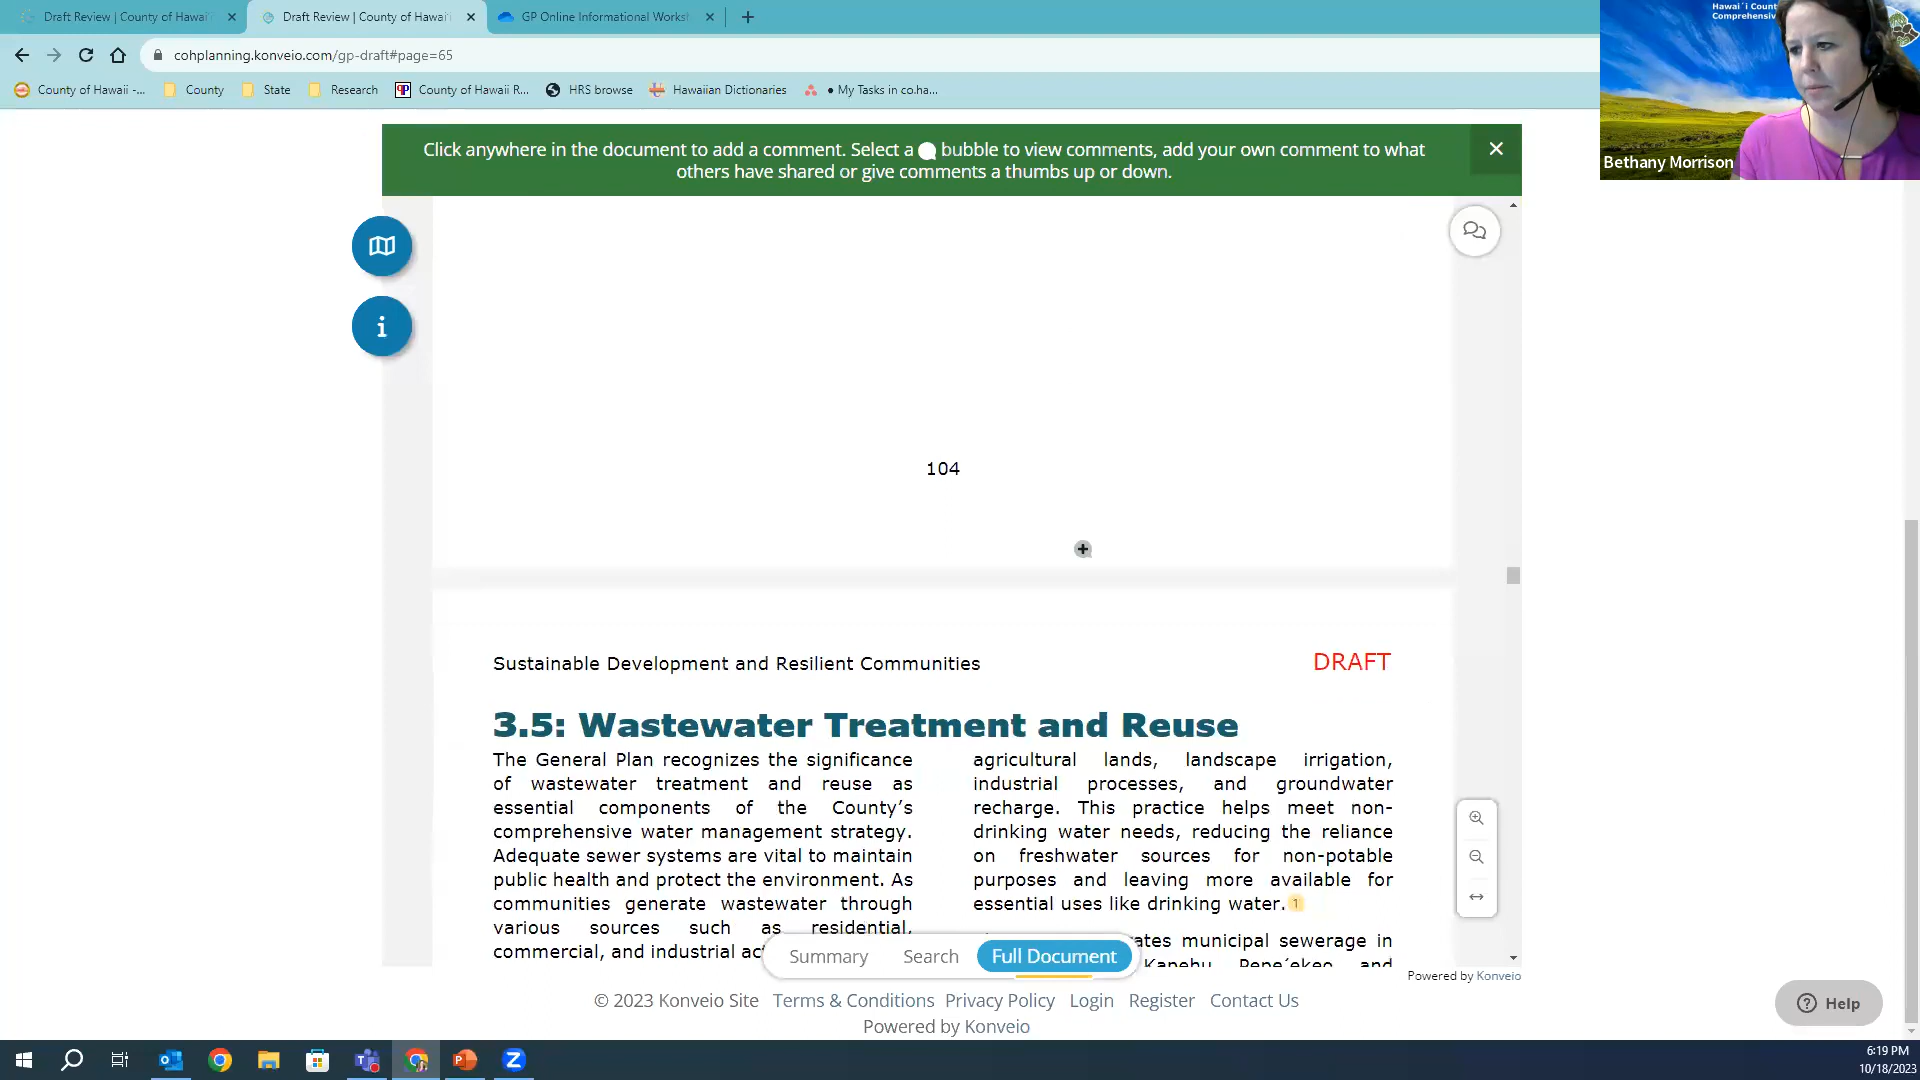 Draft Review | County of Hawai'i
Draft Review | County of Hawai'i
GP Online Informational Works
cohplanning.konveio.com/gp-draft#page=65
County of Hawaii -...
County
State
Research
County of Hawaii R...
HRS browse
Hawaiian Dictionaries
● My Tasks in co.ha...
Hawai´i Count
Comprehensiv
Bethany Morrison
Click anywhere in the document to add a comment. Select a bubble to view comments, add your own comment to what
others have shared or give comments a thumbs up or down.
104
Sustainable Development and Resilient Communities
DRAFT
3.5: Wastewater Treatment and Reuse
The General Plan recognizes the significance
of wastewater treatment and reuse as
essential components of the County's
comprehensive water management strategy.
Adequate sewer systems are vital to maintain
public health and protect the environment. As
communities generate wastewater through
various sources such as residential,
commercial, and industrial ac
agricultural lands, landscape irrigation,
industrial processes, and groundwater
recharge. This practice helps meet non-
drinking water needs, reducing the reliance
on freshwater sources for non-potable
purposes and leaving more available for
essential uses like drinking water. 1
ates municipal sewerage in
Kapehu, Pepe´ekeo, and
Summary
Search
Full Document
Powered by Konveio
© 2023 Konveio Site Terms & Conditions Privacy Policy Login Register Contact Us
Powered by Konveio
Help
6:19 PM
10/18/2023